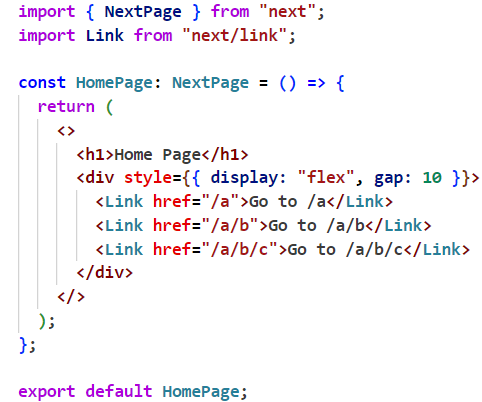 import { NextPage } from "next";
import Link from "next/link";

const HomePage: NextPage = () => {
  return (
    <>
      <h1>Home Page</h1>
      <div style={{ display: "flex", gap: 10 }}>
        <Link href="/a">Go to /a</Link>
        <Link href="/a/b">Go to /a/b</Link>
        <Link href="/a/b/c">Go to /a/b/c</Link>
      </div>
    </>
  );
};

export default HomePage;